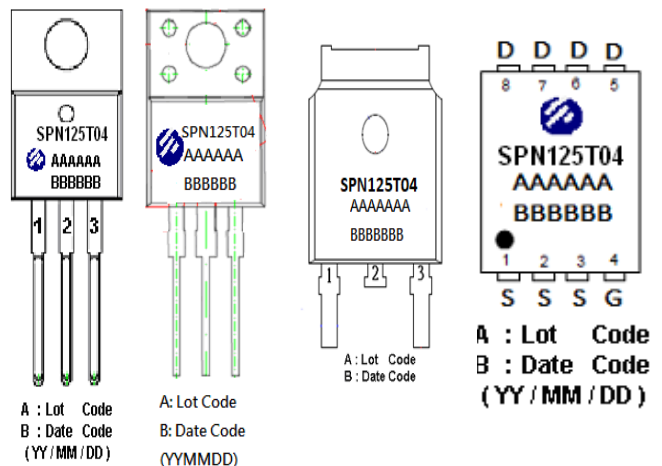 SPN125T04
AAAAAA
BBBBBB
1 2 3
A : Lot Code
B : Date Code
(YY/MM/DD)
SPN125T04
AAAAAA
BBBBBB
A: Lot Code
B: Date Code
(YYMMDD)
SPN125T04
AAAAAAA
BBBBBBB
1 2 3
A : Lot Code
B : Date Code
D D D D
8 7 6 5
SPN125T04
AAAAAA
BBBBBB
1 2 3 4
S S S G
A : Lot Code
B : Date Code
(YY/MM/DD)